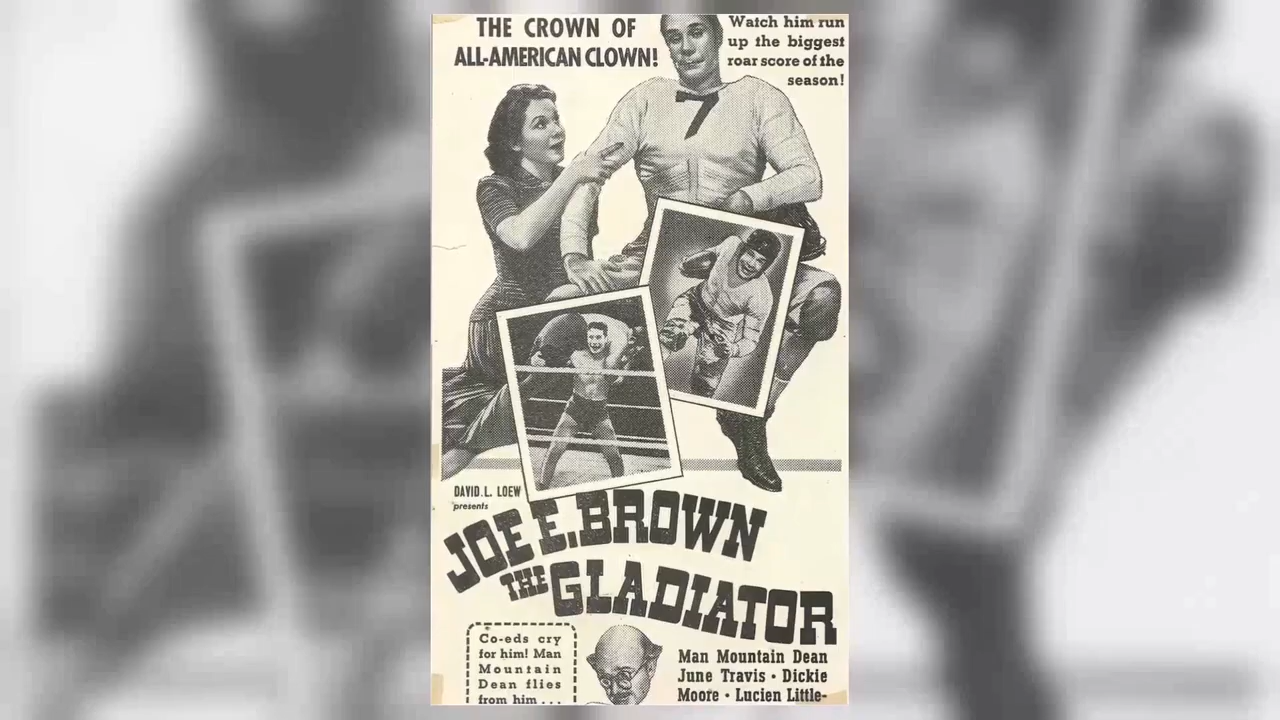 THE CROWN OF
ALL-AMERICAN CLOWN!
Watch him run
up the biggest
roar score of the
season!
7
DAVID. L. LOEW
presents
JOE E. BROWN
THE GLADIATOR
Co-eds cry
for him! Man
Mountain
Dean flies
from him . . .
Man Mountain Dean
June Travis • Dickie
Moore • Lucien Little-